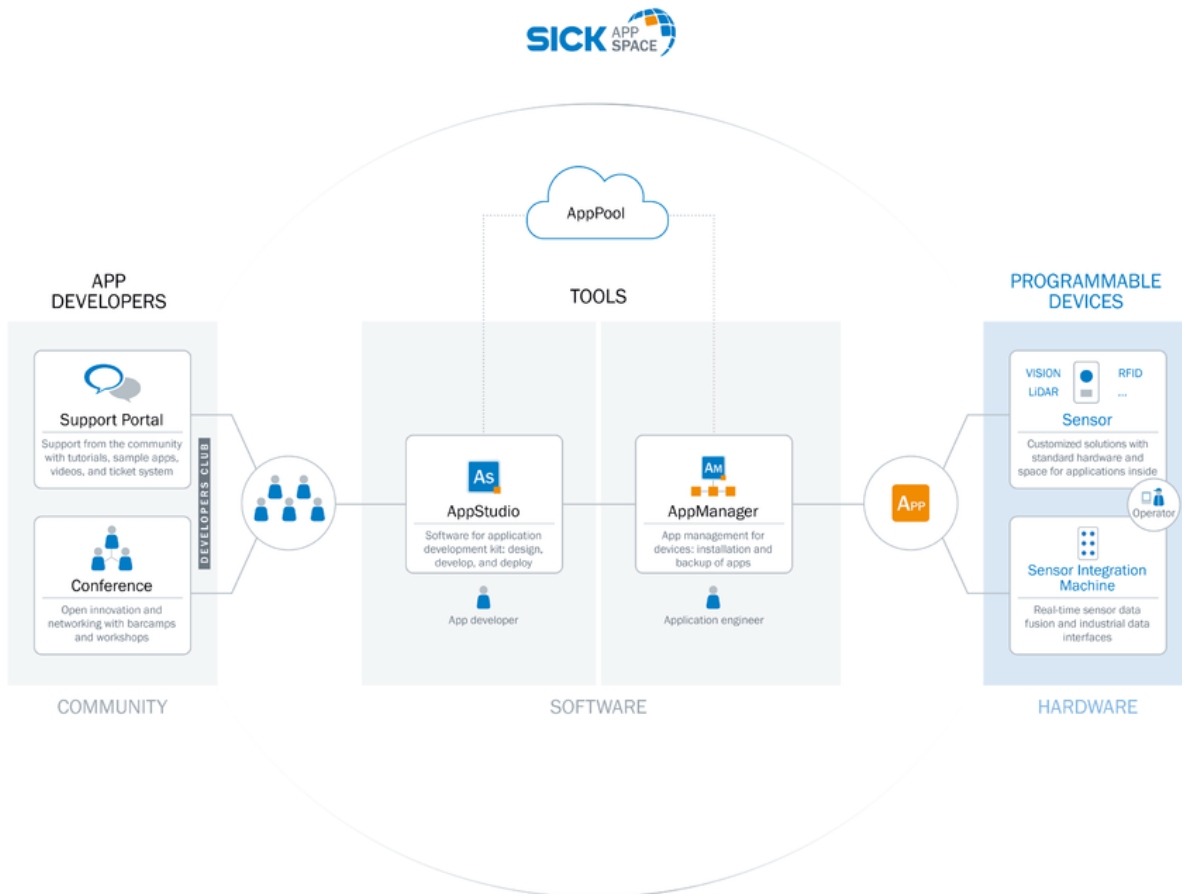 SICK APP
SPACE
AppPool
APP
DEVELOPERS
TOOLS
PROGRAMMABLE
DEVICES
Support Portal
Support from the community
with tutorials, sample apps,
videos, and ticket system
Conference
Open innovation and
networking with barcamps
and workshops
DEVELOPERS CLUB
As
AppStudio
Software for application
development kit: design,
develop, and deploy
App developer
AM
AppManager
App management for
devices: installation and
backup of apps
Application engineer
APP
VISION
RFID
LiDAR
...
Sensor
Customized solutions with
standard hardware and
space for applications inside
Operator
Sensor Integration
Machine
Real-time sensor data
fusion and industrial data
interfaces
COMMUNITY
SOFTWARE
HARDWARE